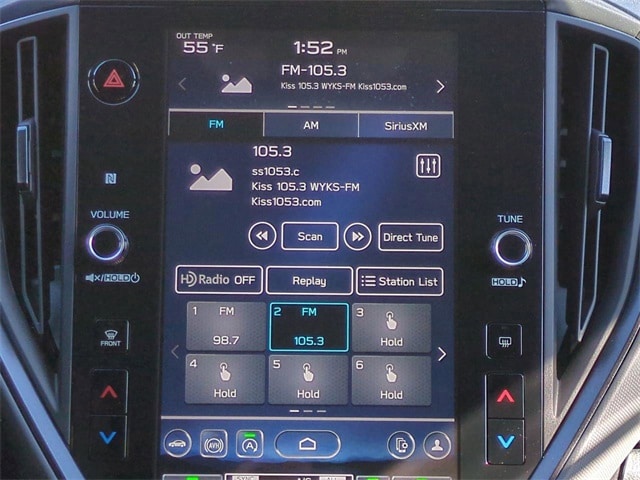 OUT TEMP
55 °F 1:52 PM
FM-105.3
Kiss 105.3 WYKS-FM Kiss1053.com
FM AM SiriusXM
105.3
ss1053.c
Kiss 105.3 WYKS-FM
Kiss1053.com
Scan Direct Tune
HD Radio OFF Replay Station List
1 FM 2 FM 3
98.7 105.3 Hold
4 5 6
Hold Hold Hold
AVH A
N
VOLUME
/HOLD
FRONT
TUNE
HOLD